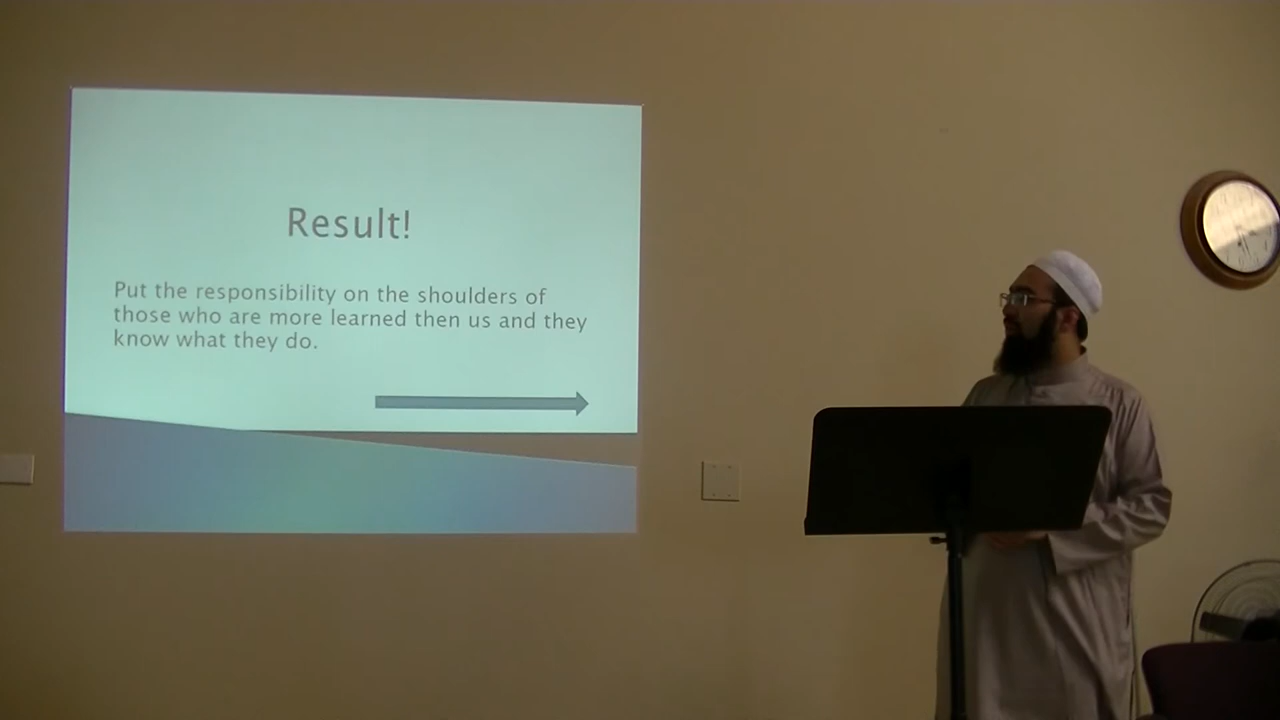 Result!
Put the responsibility on the shoulders of
those who are more learned then us and they
know what they do.